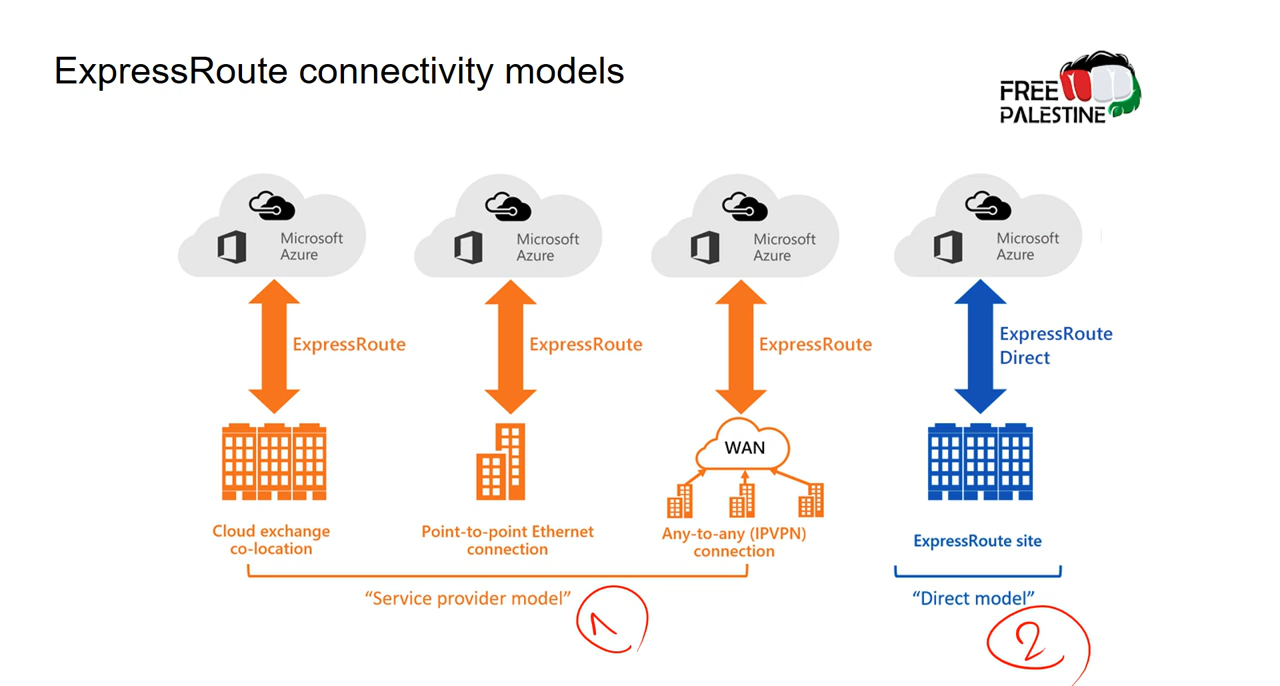 ExpressRoute connectivity models
FREE
PALESTINE
Microsoft
Azure
Microsoft
Azure
Microsoft
Azure
Microsoft
Azure
ExpressRoute
ExpressRoute
ExpressRoute
ExpressRoute
Direct
WAN
Cloud exchange
co-location
Point-to-point Ethernet
connection
Any-to-any (IPVPN)
connection
ExpressRoute site
“Service provider model”
“Direct model”
1
2